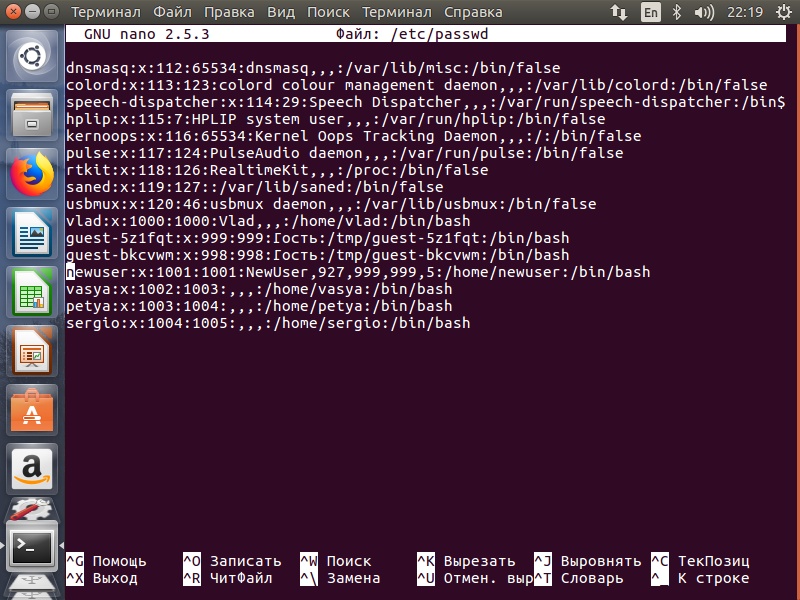 Терминал Файл Правка Вид Поиск Терминал Справка En 22:19
GNU nano 2.5.3 Файл: /etc/passwd
dnsmasq:x:112:65534:dnsmasq,,,:/var/lib/misc:/bin/false
colord:x:113:123:colord colour management daemon,,,:/var/lib/colord:/bin/false
speech-dispatcher:x:114:29:Speech Dispatcher,,,:/var/run/speech-dispatcher:/bin$
hplip:x:115:7:HPLIP system user,,,:/var/run/hplip:/bin/false
kernoops:x:116:65534:Kernel Oops Tracking Daemon,,,:/:/bin/false
pulse:x:117:124:PulseAudio daemon,,,:/var/run/pulse:/bin/false
rtkit:x:118:126:RealtimeKit,,,:/proc:/bin/false
saned:x:119:127::/var/lib/saned:/bin/false
usbmux:x:120:46:usbmux daemon,,,:/var/lib/usbmux:/bin/false
vlad:x:1000:1000:Vlad,,,:/home/vlad:/bin/bash
guest-5z1fqt:x:999:999:Гость:/tmp/guest-5z1fqt:/bin/bash
guest-bkcvwm:x:998:998:Гость:/tmp/guest-bkcvwm:/bin/bash
newuser:x:1001:1001:NewUser,927,999,999,5:/home/newuser:/bin/bash
vasya:x:1002:1003:,,,:/home/vasya:/bin/bash
petya:x:1003:1004:,,,:/home/petya:/bin/bash
sergio:x:1004:1005:,,,:/home/sergio:/bin/bash
^G Помощь ^O Записать ^W Поиск ^K Вырезать ^J Выровнять ^C ТекПозиц
^X Выход ^R ЧитФайл ^\ Замена ^U Отмен. выр^T Словарь ^_ К строке